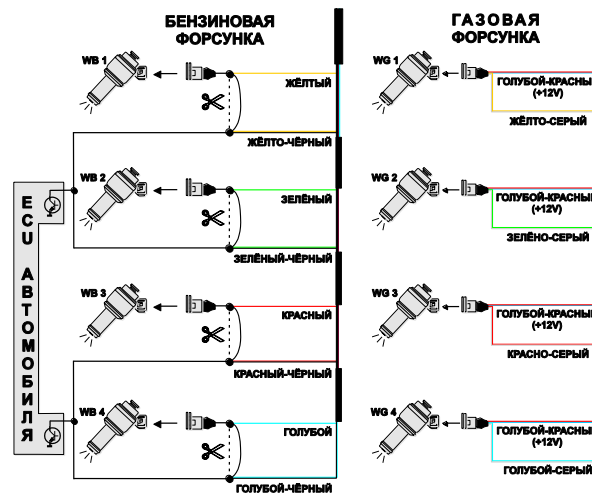 БЕНЗИНОВАЯ
ФОРСУНКА
ГАЗОВАЯ
ФОРСУНКА
WB 1
ЖЁЛТЫЙ
ЖЁЛТО-ЧЁРНЫЙ
WG 1
ГОЛУБОЙ-КРАСНЫ
(+12V)
ЖЁЛТО-СЕРЫЙ
WB 2
ЗЕЛЁНЫЙ
ЗЕЛЁНЫЙ-ЧЁРНЫЙ
WG 2
ГОЛУБОЙ-КРАСНЫ
(+12V)
ЗЕЛЁНО-СЕРЫЙ
WB 3
КРАСНЫЙ
КРАСНЫЙ-ЧЁРНЫЙ
WG 3
ГОЛУБОЙ-КРАСНЫ
(+12V)
КРАСНО-СЕРЫЙ
WB 4
ГОЛУБОЙ
ГОЛУБОЙ-ЧЁРНЫЙ
WG 4
ГОЛУБОЙ-КРАСНЫ
(+12V)
ГОЛУБОЙ-СЕРЫЙ
ECU АВТОМОБИЛЯ